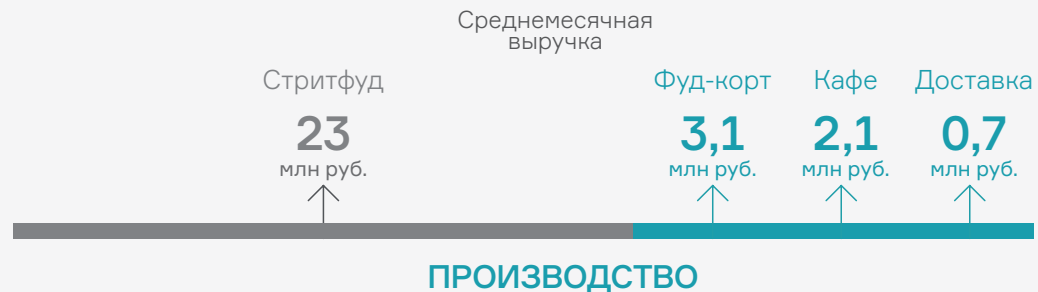 Среднемесячная
выручка
Стритфуд
Фуд-корт
Кафе
Доставка
23
3,1
2,1
0,7
млн руб.
млн руб.
млн руб.
млн руб.
ПРОИЗВОДСТВО